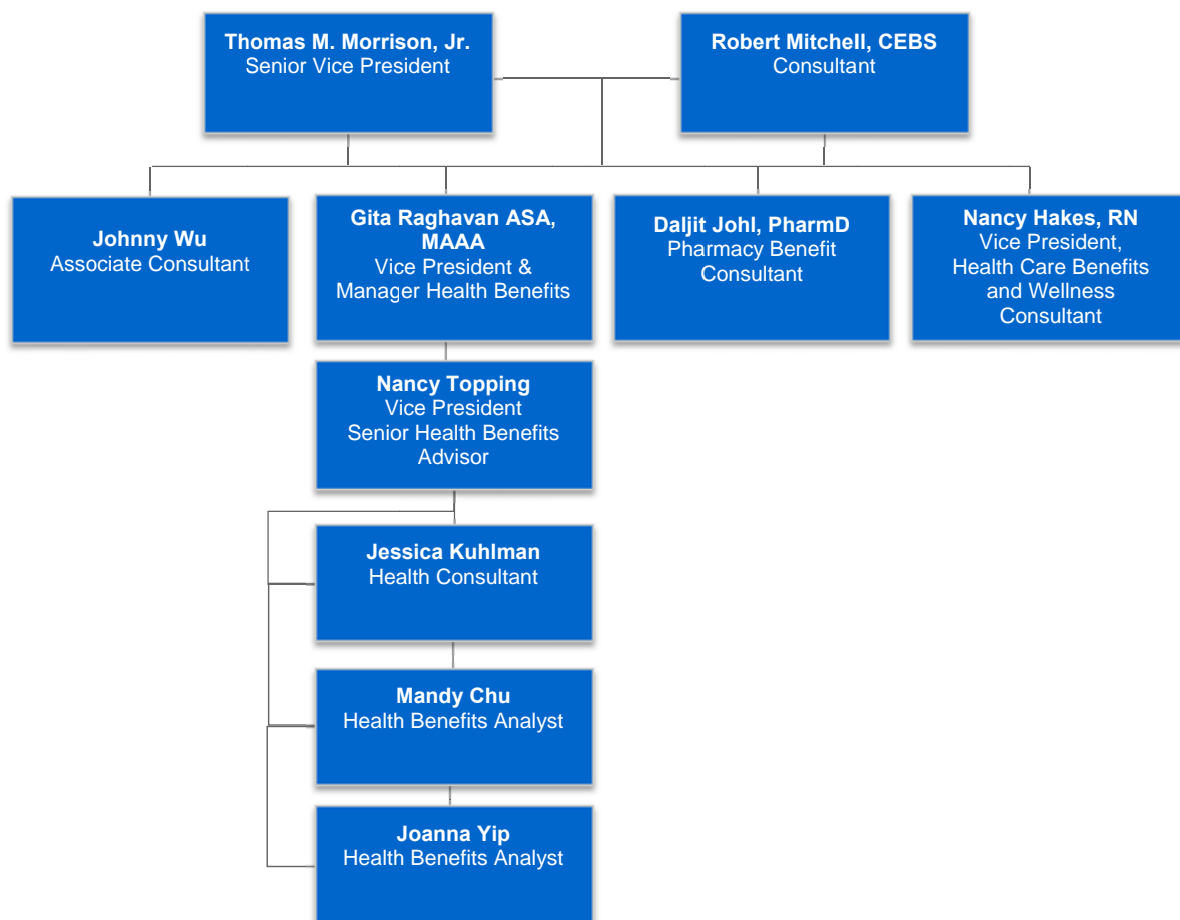 Thomas M. Morrison, Jr.
Senior Vice President
Robert Mitchell, CEBS
Consultant
Johnny Wu
Associate Consultant
Gita Raghavan ASA,
MAAA
Vice President &
Manager Health Benefits
Daljit Johl, PharmD
Pharmacy Benefit
Consultant
Nancy Hakes, RN
Vice President,
Health Care Benefits
and Wellness
Consultant
Nancy Topping
Vice President
Senior Health Benefits
Advisor
Jessica Kuhlman
Health Consultant
Mandy Chu
Health Benefits Analyst
Joanna Yip
Health Benefits Analyst